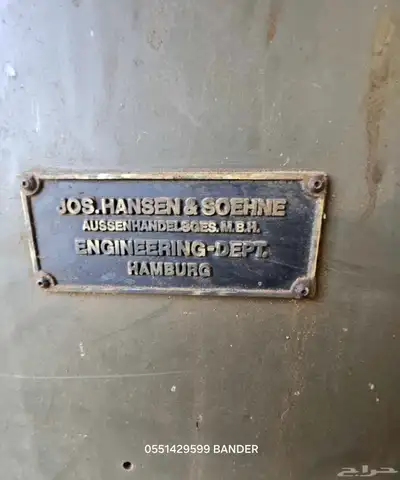 JOS. HANSEN & SOEHNE
AUSSENHANDELSGES. M.B.H.
ENGINEERING-DEPT.
HAMBURG
0551429599 BANDER
حراج